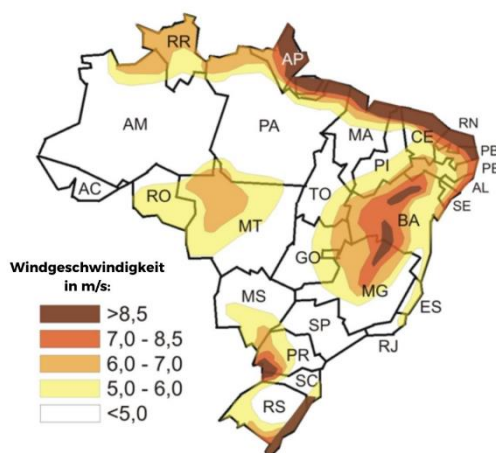 RR
AP
AM
PA
MA
CE
RN
PB
PE
AL
SE
PI
AC
RO
TO
BA
MT
GO
MG
ES
MS
SP
RJ
PR
SC
RS
Windgeschwindigkeit
in m/s:
>8,5
7,0 - 8,5
6,0 - 7,0
5,0 - 6,0
<5,0